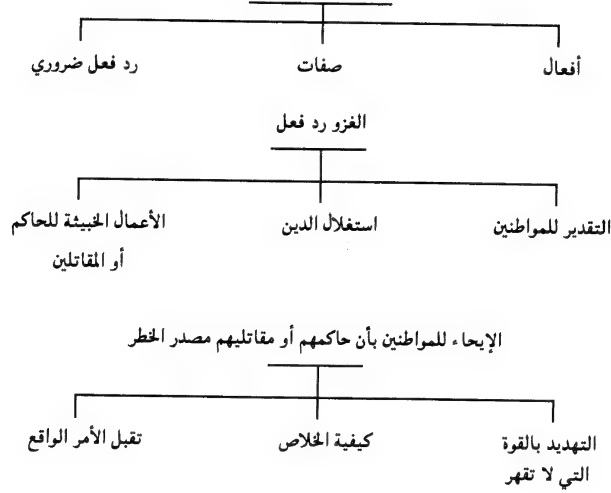 أفعال صفات رد فعل ضروري
الغزو رد فعل
التقدير للمواطنين استغلال الدين الأعمال الخبيثة للحاكم
أو المقاتلين
الإيحاء للمواطنين بأن حاكمهم أو مقاتليهم مصدر الخطر
التهديد بالقوة كيفية الخلاص تقبل الأمر الواقع
التي لا تقهر